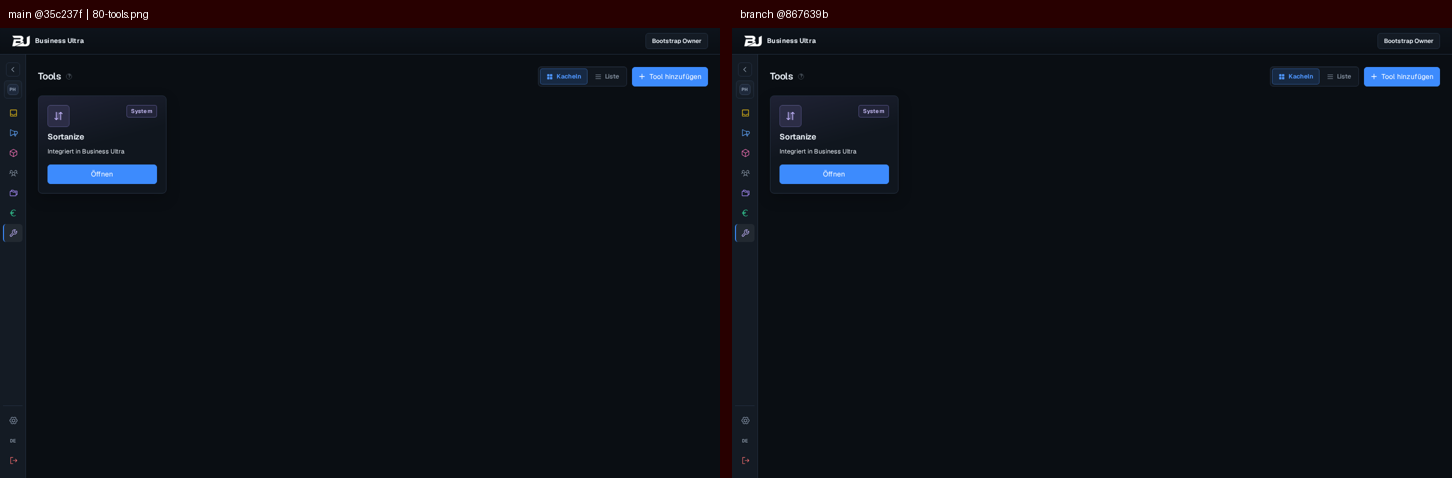 main @35c237f | 80-tools.png
Business Ultra
Bootstrap Owner
PH
Tools ?
Kacheln
Liste
+ Tool hinzufügen
System
Sortanize
Integriert in Business Ultra
Öffnen
DE
branch @867639b
Business Ultra
Bootstrap Owner
PH
Tools ?
Kacheln
Liste
+ Tool hinzufügen
System
Sortanize
Integriert in Business Ultra
Öffnen
DE